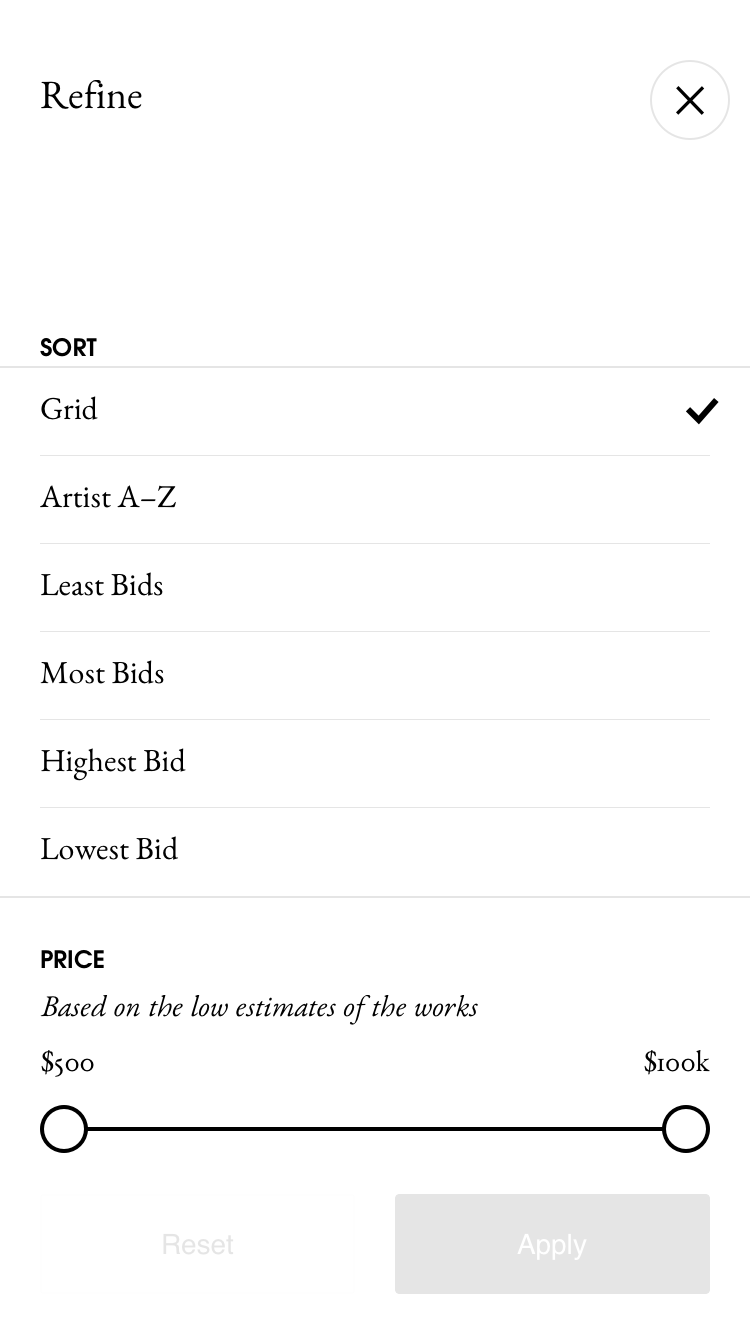 Refine
SORT
Grid
Artist A–Z
Least Bids
Most Bids
Highest Bid
Lowest Bid
PRICE
Based on the low estimates of the works
$500 $100k
Reset Apply